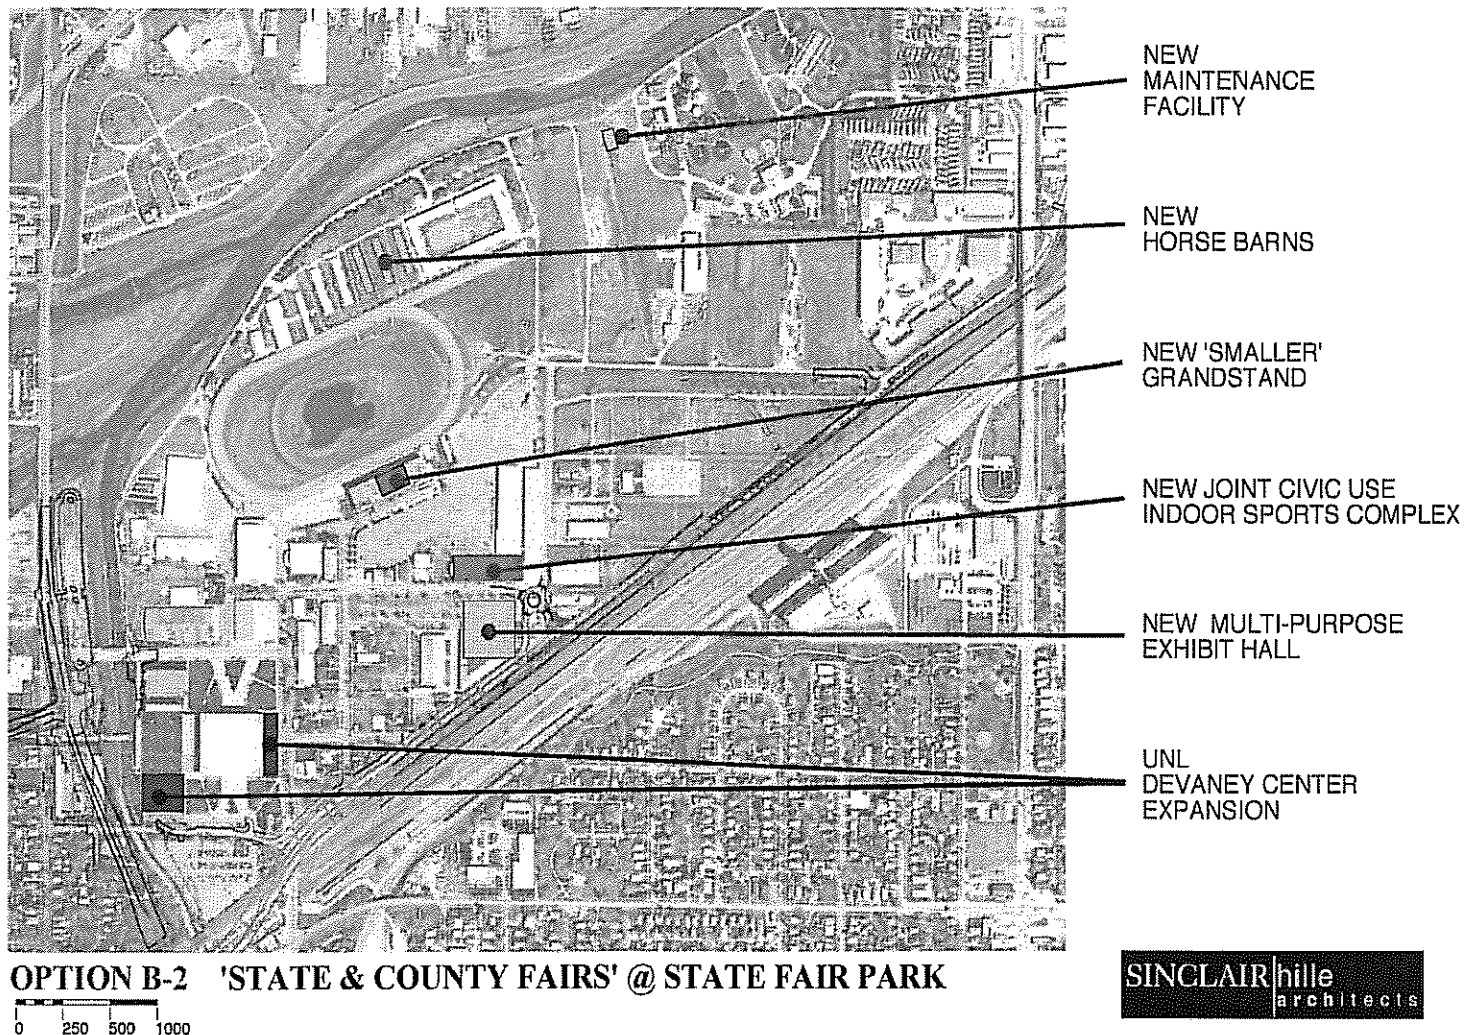 NEW
MAINTENANCE
FACILITY
NEW
HORSE BARNS
NEW 'SMALLER'
GRANDSTAND
NEW JOINT CIVIC USE
INDOOR SPORTS COMPLEX
NEW MULTI-PURPOSE
EXHIBIT HALL
UNL
DEVANEY CENTER
EXPANSION
OPTION B-2 'STATE & COUNTY FAIRS' @ STATE FAIR PARK
0 250 500 1000
SINCLAIR hille
architects